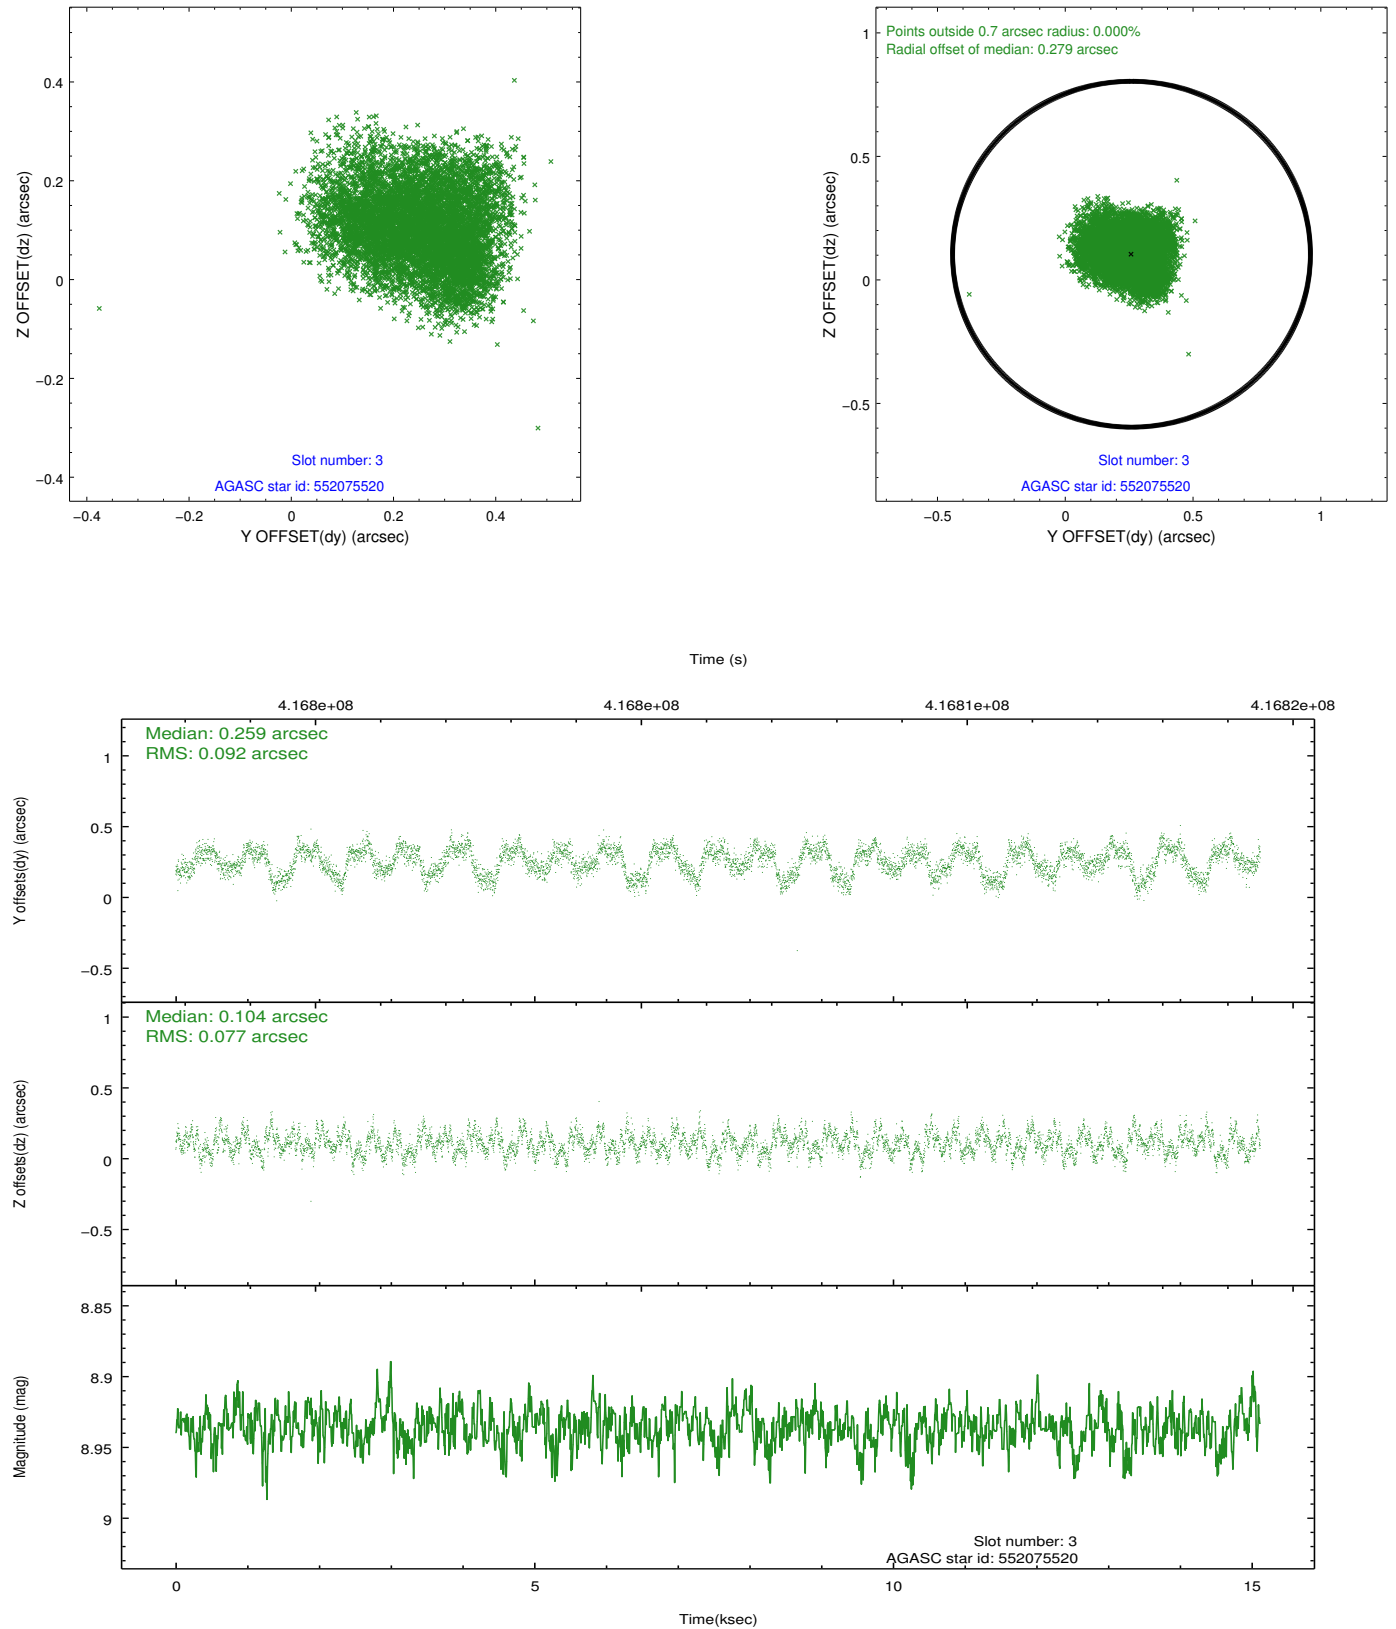 0.4
0.2
0
−0.2
−0.4
Z OFFSET(dz) (arcsec)
Slot number: 3
AGASC star id: 552075520
−0.4
−0.2
0
0.2
0.4
Y OFFSET(dy) (arcsec)
Points outside 0.7 arcsec radius: 0.000%
Radial offset of median: 0.279 arcsec
1
0.5
0
−0.5
Z OFFSET(dz) (arcsec)
Slot number: 3
AGASC star id: 552075520
−0.5
0
0.5
1
Y OFFSET(dy) (arcsec)
Time (s)
4.168e+08
4.168e+08
4.1681e+08
4.1682e+08
Median: 0.259 arcsec
RMS: 0.092 arcsec
1
0.5
0
−0.5
Y offsets(dy) (arcsec)
Median: 0.104 arcsec
RMS: 0.077 arcsec
1
0.5
0
−0.5
Z offsets(dz) (arcsec)
8.85
8.9
8.95
9
Magnitude (mag)
Slot number: 3
AGASC star id: 552075520
0
5
10
15
Time(ksec)